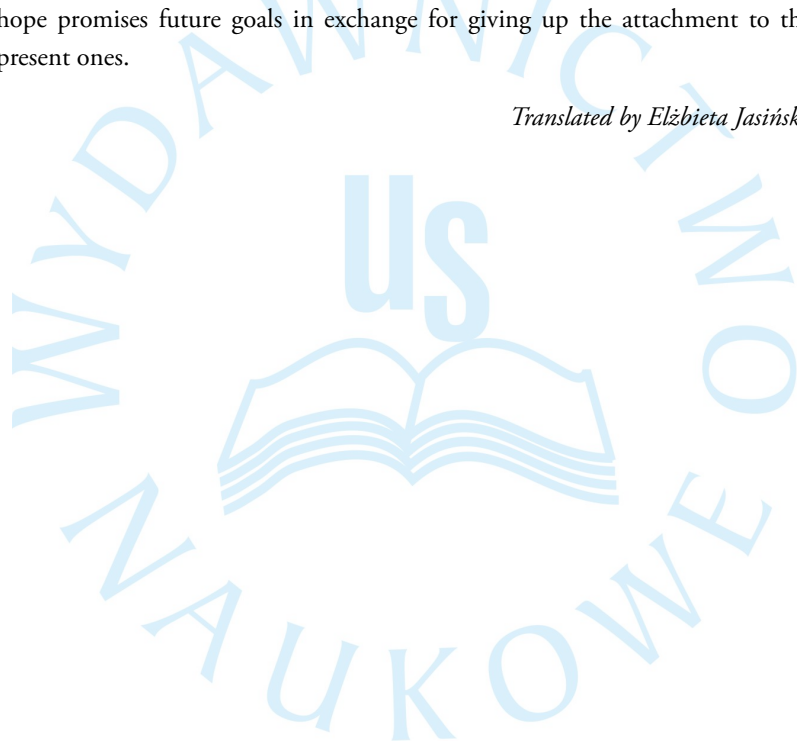 hope promises future goals in exchange for giving up the attachment to th
present ones.
Translated by Elżbieta Jasińsk
US
WYDAWNICTWO
NAUKOWE